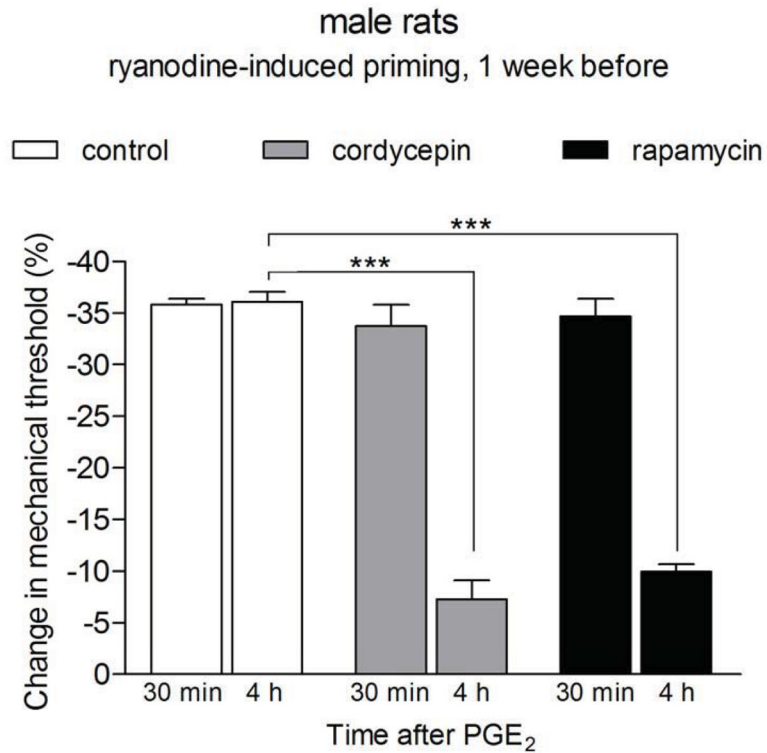 male rats
ryanodine-induced priming, 1 week before
control cordycepin rapamycin
***
***
Change in mechanical threshold (%)
-40
-35
-30
-25
-20
-15
-10
-5
0
30 min 4 h 30 min 4 h 30 min 4 h
Time after PGE₂